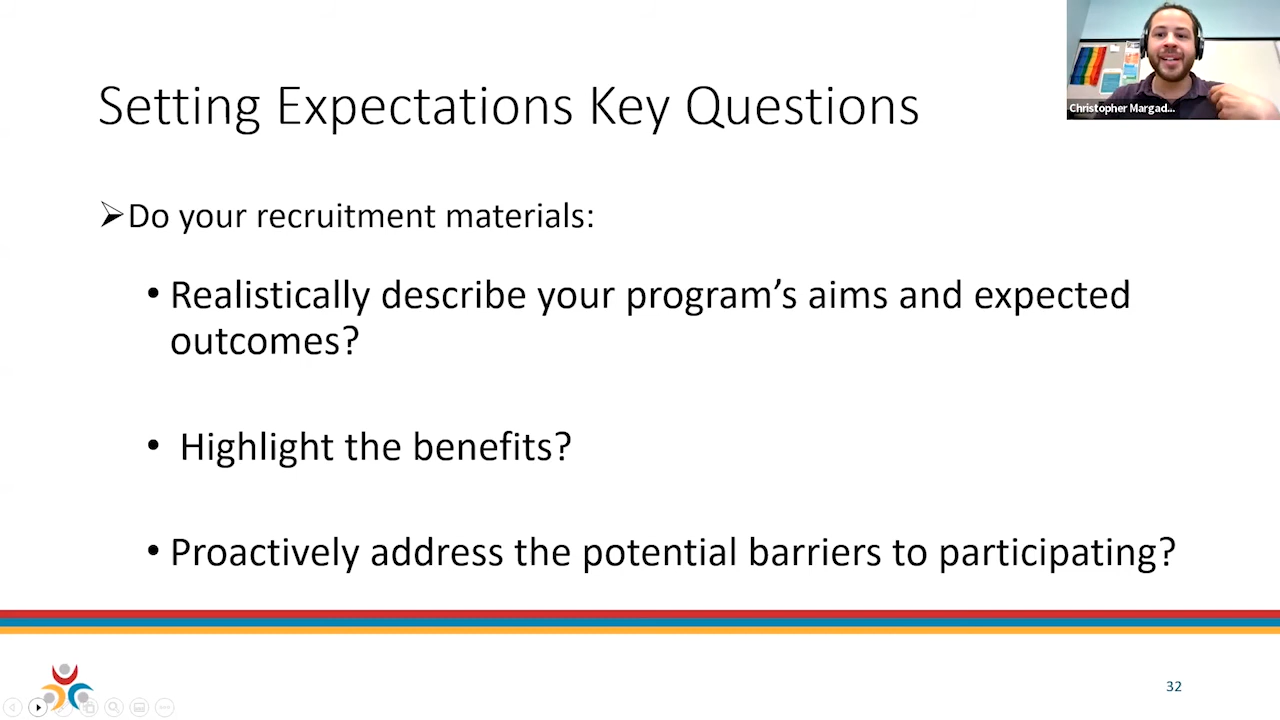 Setting Expectations Key Questions
Christopher Margad...
➢Do your recruitment materials:
• Realistically describe your program’s aims and expected
outcomes?
• Highlight the benefits?
• Proactively address the potential barriers to participating?
32